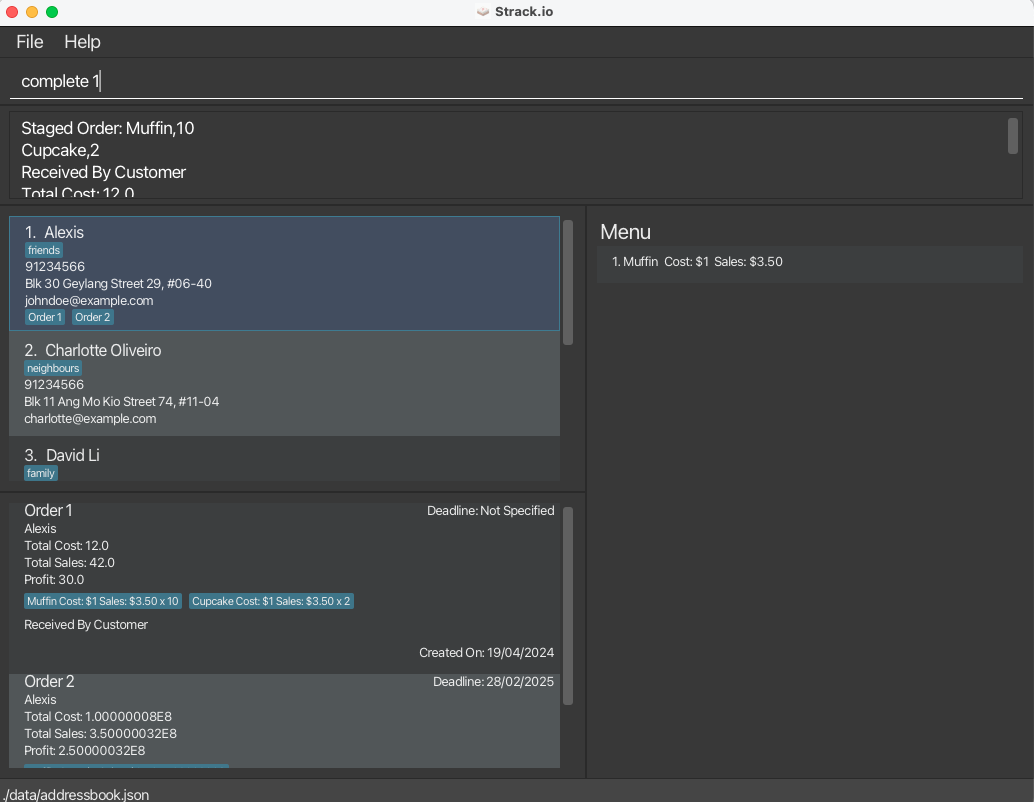 Strack.io
File Help
complete 1
Staged Order: Muffin,10
Cupcake,2
Received By Customer
Total Cost: 12.0
1. Alexis
friends
91234566
Blk 30 Geylang Street 29, #06-40
johndoe@example.com
Order 1 Order 2
2. Charlotte Oliveiro
neighbours
91234566
Blk 11 Ang Mo Kio Street 74, #11-04
charlotte@example.com
3. David Li
family
Menu
1. Muffin Cost: $1 Sales: $3.50
Order 1 Deadline: Not Specified
Alexis
Total Cost: 12.0
Total Sales: 42.0
Profit: 30.0
Muffin Cost: $1 Sales: $3.50 x 10 Cupcake Cost: $1 Sales: $3.50 x 2
Received By Customer
Created On: 19/04/2024
Order 2 Deadline: 28/02/2025
Alexis
Total Cost: 1.00000008E8
Total Sales: 3.50000032E8
Profit: 2.50000032E8
./data/addressbook.json